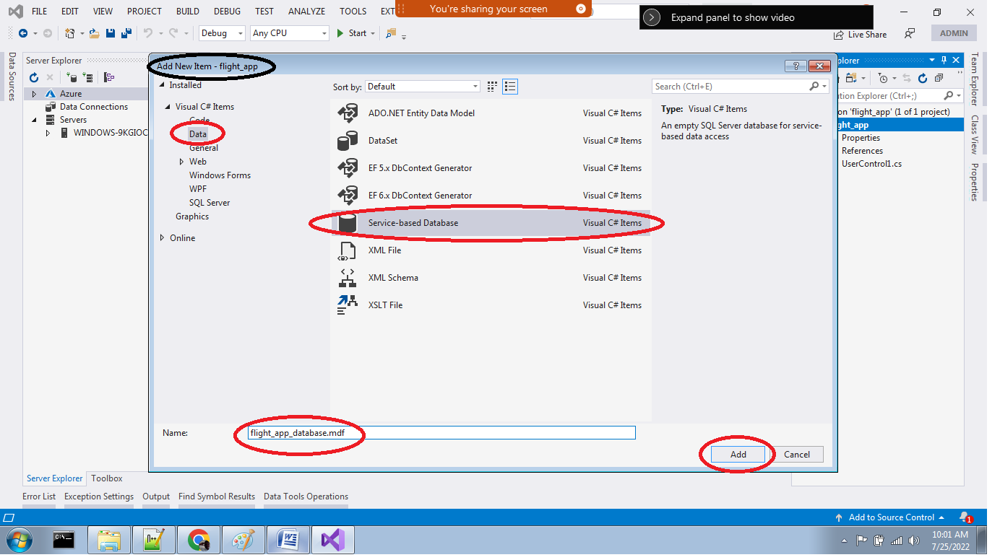 FILE EDIT VIEW PROJECT BUILD DEBUG TEST ANALYZE TOOLS EXT
You're sharing your screen
Expand panel to show video
Debug Any CPU Start
Live Share ADMIN
Data Sources
Server Explorer
Azure
Data Connections
Servers
WINDOWS-9KGIOC
Add New Item - flight_app
Installed
Visual C# Items
Code
Data
General
Web
Windows Forms
WPF
SQL Server
Graphics
Online
Sort by: Default
ADO.NET Entity Data Model Visual C# Items
DataSet Visual C# Items
EF 5.x DbContext Generator Visual C# Items
EF 6.x DbContext Generator Visual C# Items
Service-based Database Visual C# Items
XML File Visual C# Items
XML Schema Visual C# Items
XSLT File Visual C# Items
Search (Ctrl+E)
Type: Visual C# Items
An empty SQL Server database for service-
based data access
Name: flight_app_database.mdf
Add Cancel
plorer
tion Explorer (Ctrl+;)
on 'flight_app' (1 of 1 project)
ght_app
Properties
References
UserControl1.cs
Team Explorer
Class View
Properties
Server Explorer Toolbox
Error List Exception Settings Output Find Symbol Results Data Tools Operations
Add to Source Control 1
C:\.
N++
W
10:01 AM
7/25/2022